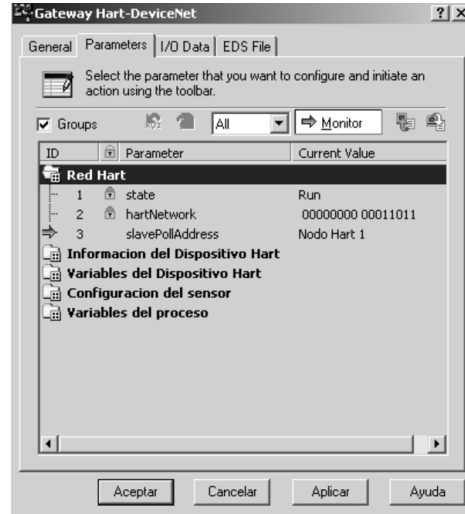 Gateway Hart-DeviceNet
General Parameters I/O Data EDS File
Select the parameter that you want to configure and initiate an
action using the toolbar.
Groups All Monitor
ID Parameter Current Value
Red Hart
1 state Run
2 hartNetwork 00000000 00011011
3 slavePollAddress Nodo Hart 1
Informacion del Dispositivo Hart
Variables del Dispositivo Hart
Configuracion del sensor
Variables del proceso
Aceptar Cancelar Aplicar Ayuda